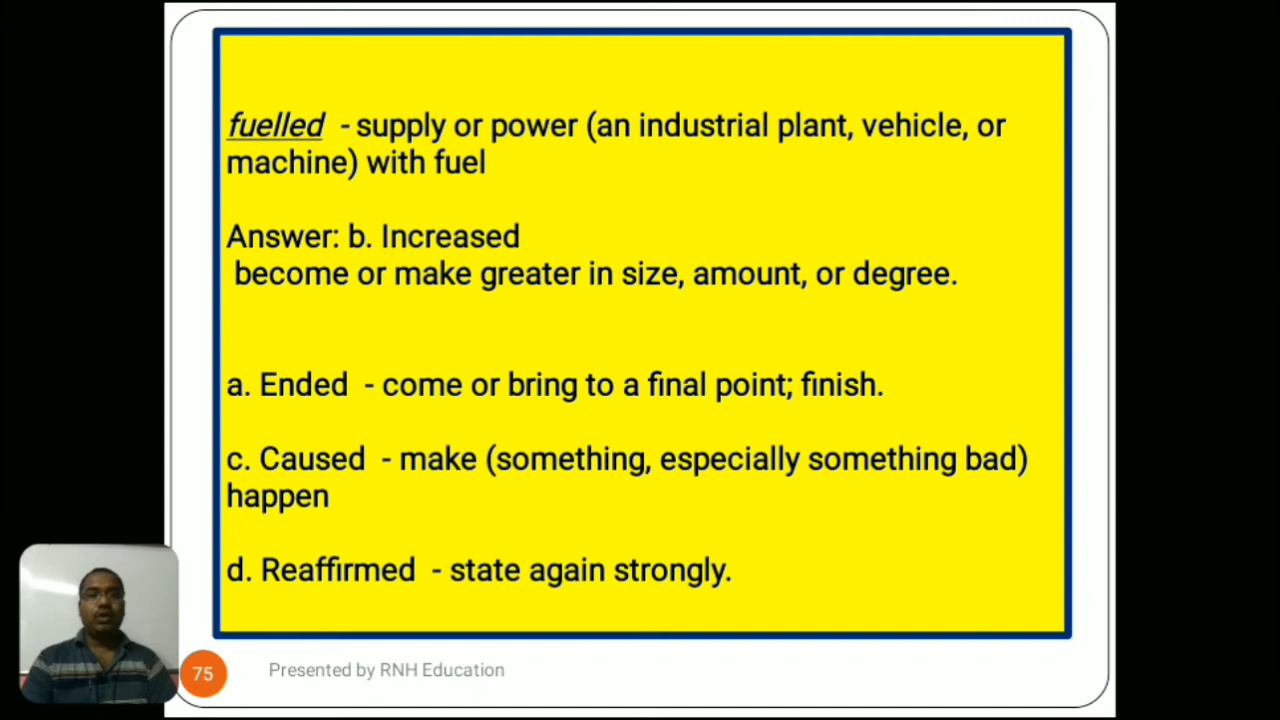 fuelled - supply or power (an industrial plant, vehicle, or
machine) with fuel
Answer: b. Increased
become or make greater in size, amount, or degree.
a. Ended - come or bring to a final point; finish.
c. Caused - make (something, especially something bad)
happen
d. Reaffirmed - state again strongly.
75
Presented by RNH Education